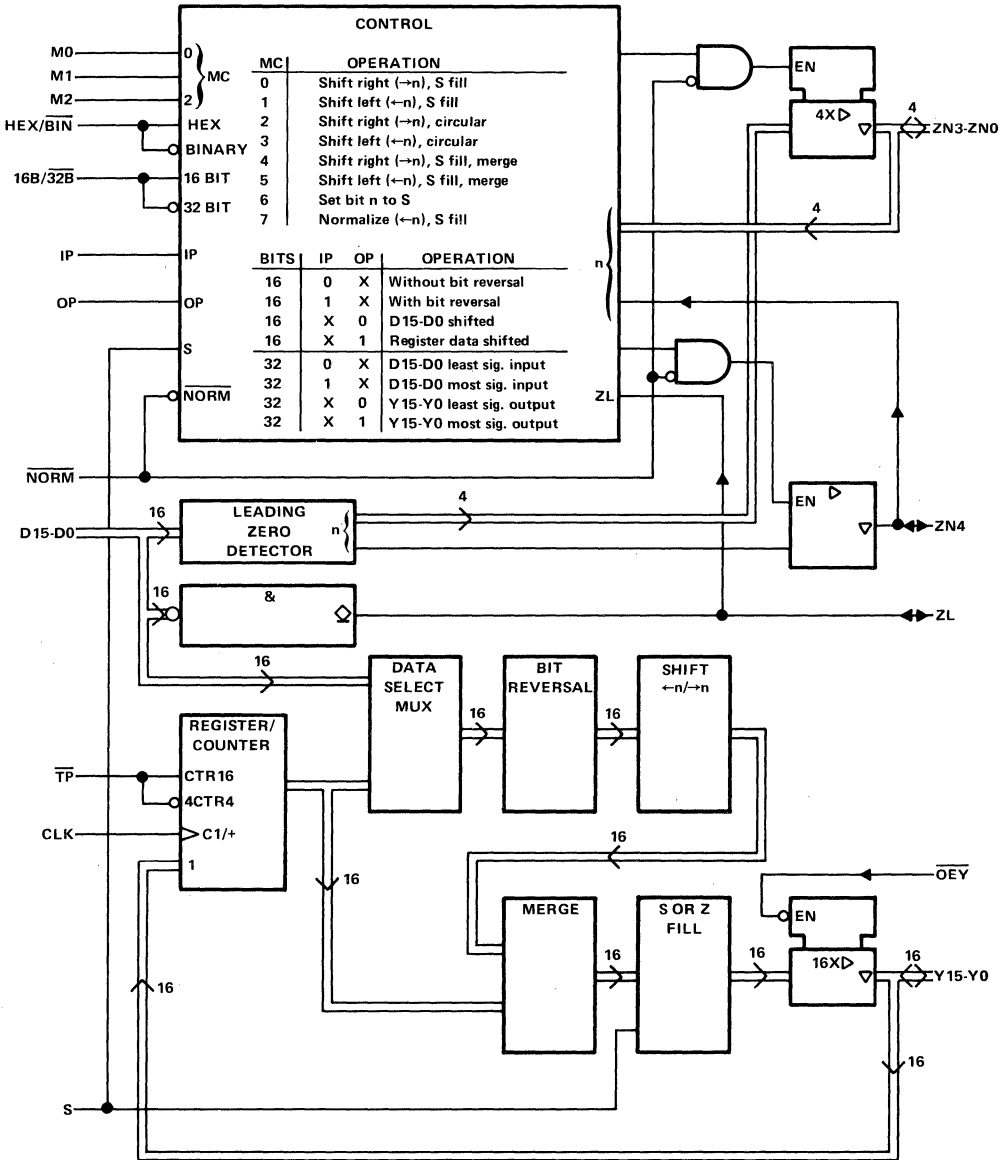 CONTROL
M0
M1
M2
0
2
MC
HEX/BIN
HEX
BINARY
16B/32B
16 BIT
32 BIT
IP
IP
OP
OP
S
NORM
NORM
MC OPERATION
0 Shift right (→n), S fill
1 Shift left (←n), S fill
2 Shift right (→n), circular
3 Shift left (←n), circular
4 Shift right (→n), S fill, merge
5 Shift left (←n), S fill, merge
6 Set bit n to S
7 Normalize (←n), S fill
BITS IP OP OPERATION
16 0 X Without bit reversal
16 1 X With bit reversal
16 X 0 D15-D0 shifted
16 X 1 Register data shifted
32 0 X D15-D0 least sig. input
32 1 X D15-D0 most sig. input
32 X 0 Y15-Y0 least sig. output
32 X 1 Y15-Y0 most sig. output
n
ZL
EN
4X
4
ZN3-ZN0
4
EN
ZN4
D15-D0
16
LEADING
ZERO
DETECTOR
n
4
16
&
ZL
16
DATA
SELECT
MUX
16
BIT
REVERSAL
16
SHIFT
←n/→n
REGISTER/
COUNTER
TP
CTR16
4CTR4
CLK
C1/+
1
16
16
16
MERGE
16
S OR Z
FILL
16
OEY
EN
16X
16
Y15-Y0
16
S